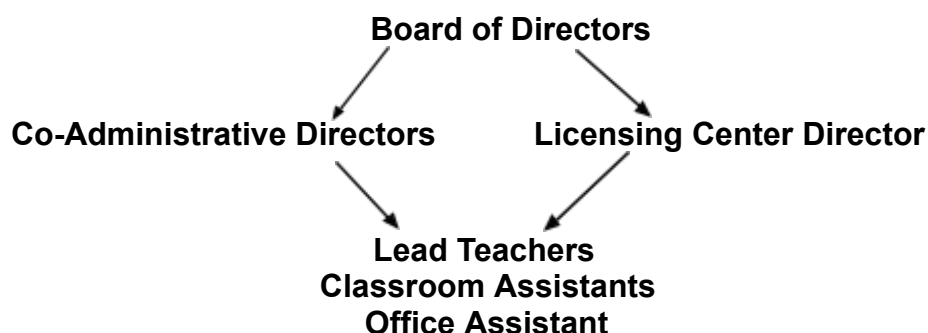 Board of Directors
Co-Administrative Directors Licensing Center Director
Lead Teachers
Classroom Assistants
Office Assistant